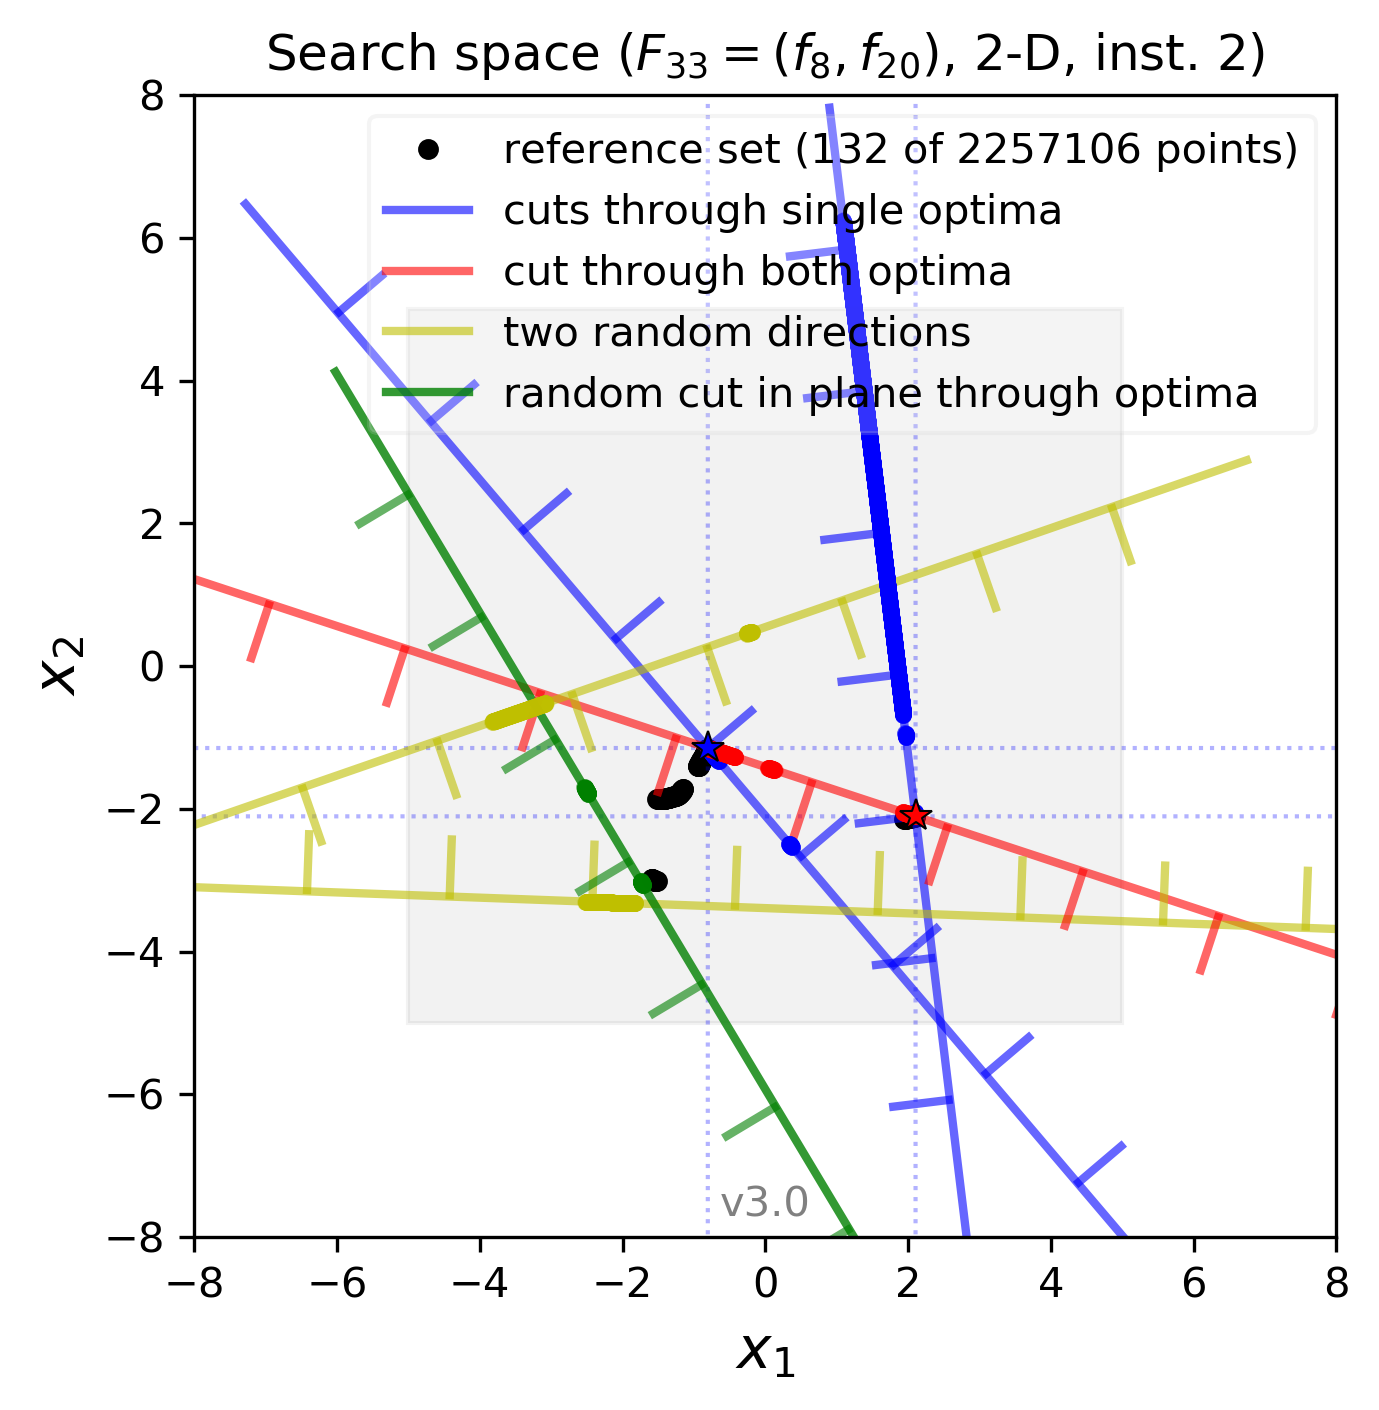 Search space (F₃₃ = (f₈, f₂₀), 2-D, inst. 2)
reference set (132 of 2257106 points)
cuts through single optima
cut through both optima
two random directions
random cut in plane through optima
8
6
4
2
0
−2
−4
−6
−8
x₂
v3.0
−8 −6 −4 −2 0 2 4 6 8
x₁